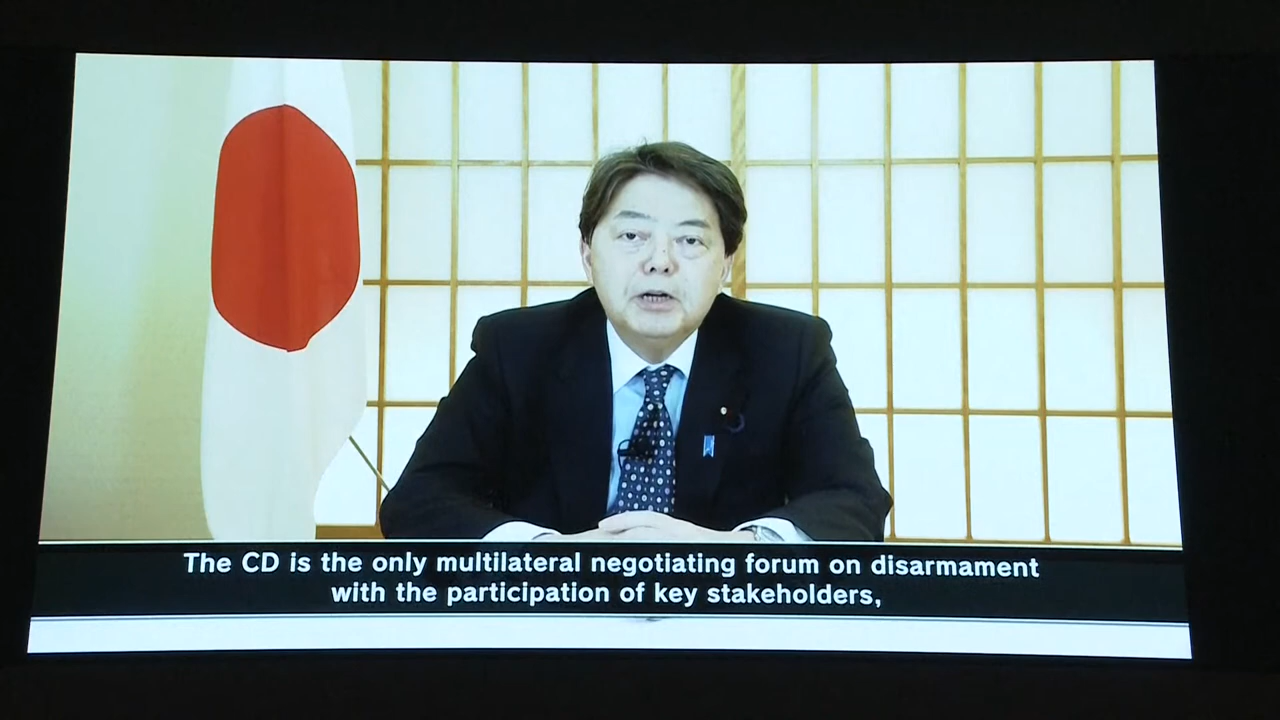 The CD is the only multilateral negotiating forum on disarmament
with the participation of key stakeholders,